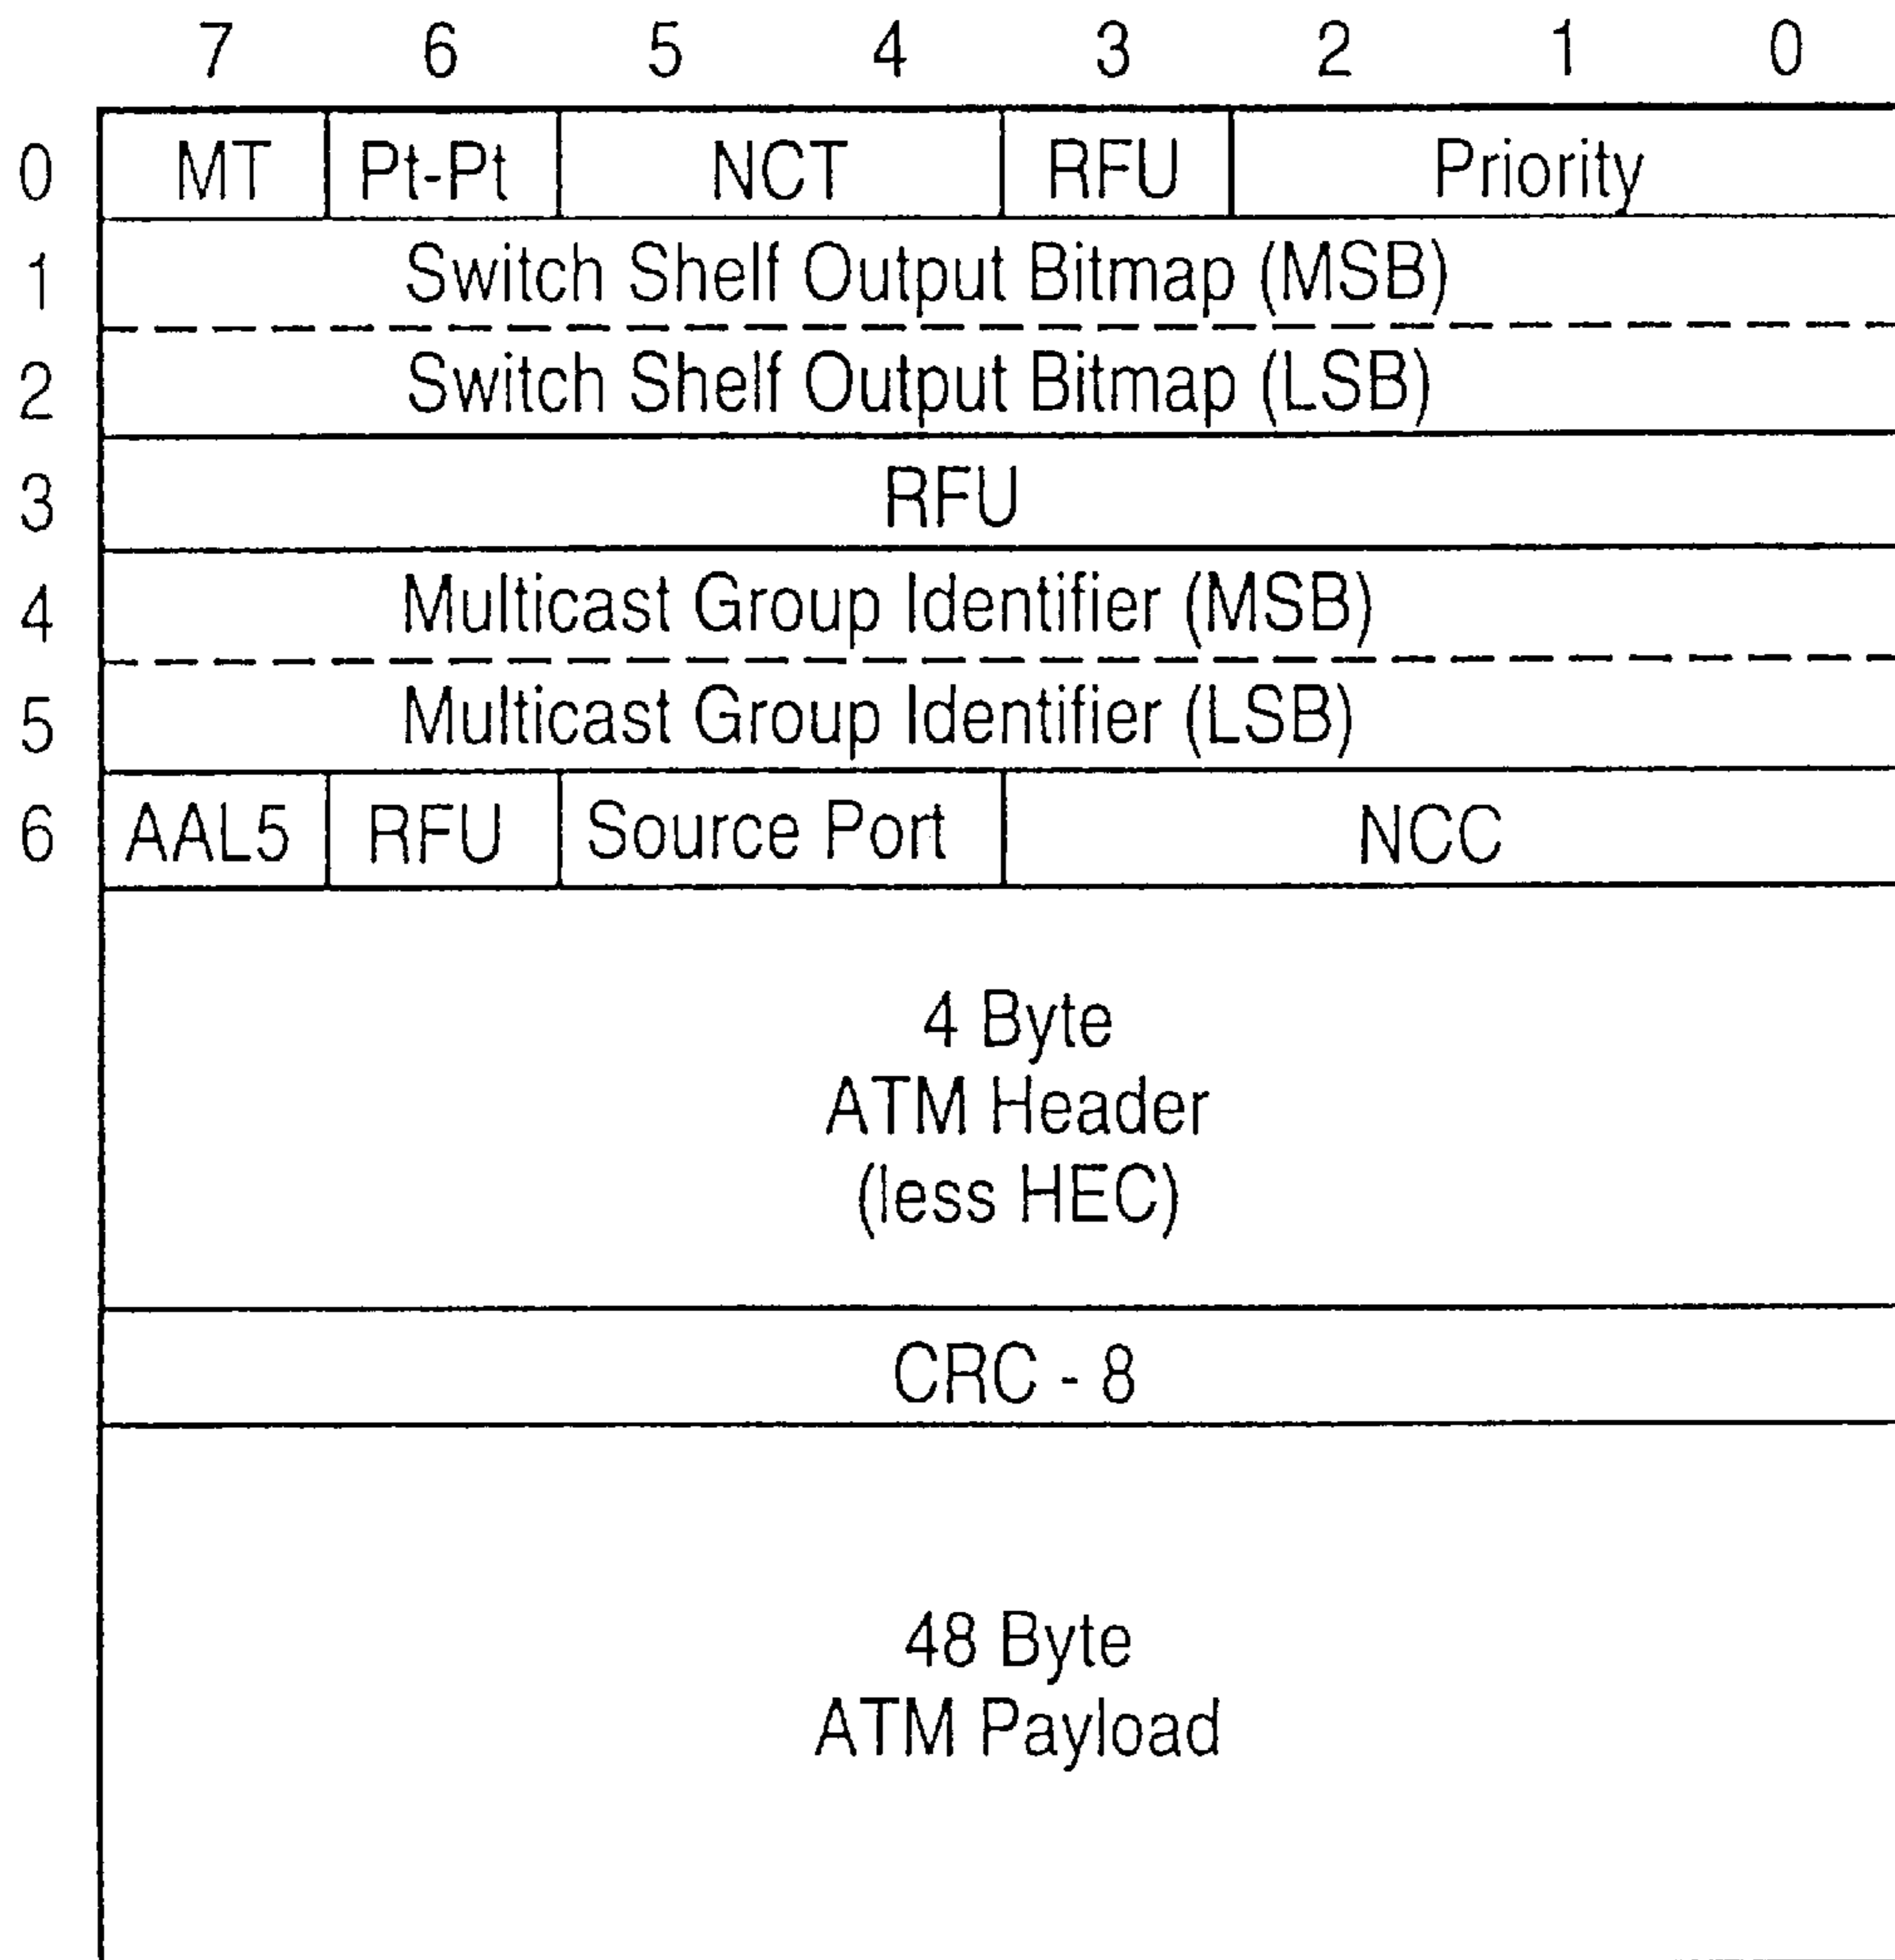 7 6 5 4 3 2 1 0
0 MT Pt-Pt NCT RFU Priority
1 Switch Shelf Output Bitmap (MSB)
2 Switch Shelf Output Bitmap (LSB)
3 RFU
4 Multicast Group Identifier (MSB)
5 Multicast Group Identifier (LSB)
6 AAL5 RFU Source Port NCC
4 Byte
ATM Header
(less HEC)
CRC - 8
48 Byte
ATM Payload